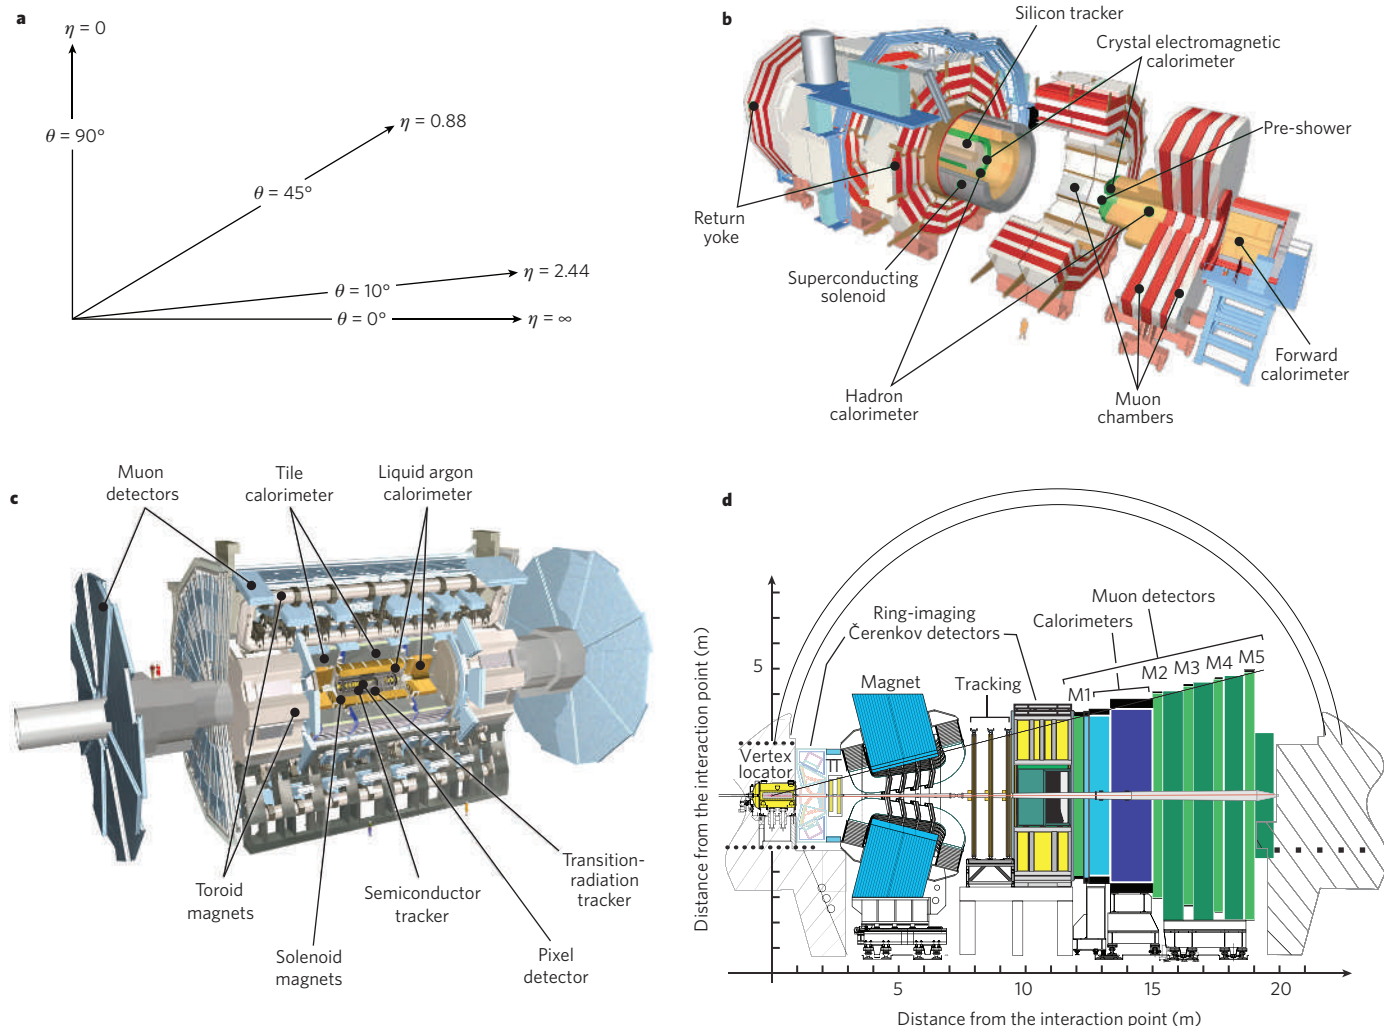 a
η = 0
θ = 90°
η = 0.88
θ = 45°
η = 2.44
θ = 10°
θ = 0°
η = ∞
b
Silicon tracker
Crystal electromagnetic
calorimeter
Pre-shower
Return
yoke
Superconducting
solenoid
Hadron
calorimeter
Muon
chambers
Forward
calorimeter
c
Muon
detectors
Tile
calorimeter
Liquid argon
calorimeter
Toroid
magnets
Solenoid
magnets
Semiconductor
tracker
Pixel
detector
Transition-
radiation
tracker
d
Distance from the interaction point (m)
5
Vertex
locator
Ring-imaging
Čerenkov detectors
Magnet
Tracking
Calorimeters
Muon detectors
M1
M2
M3
M4
M5
5
10
15
20
Distance from the interaction point (m)